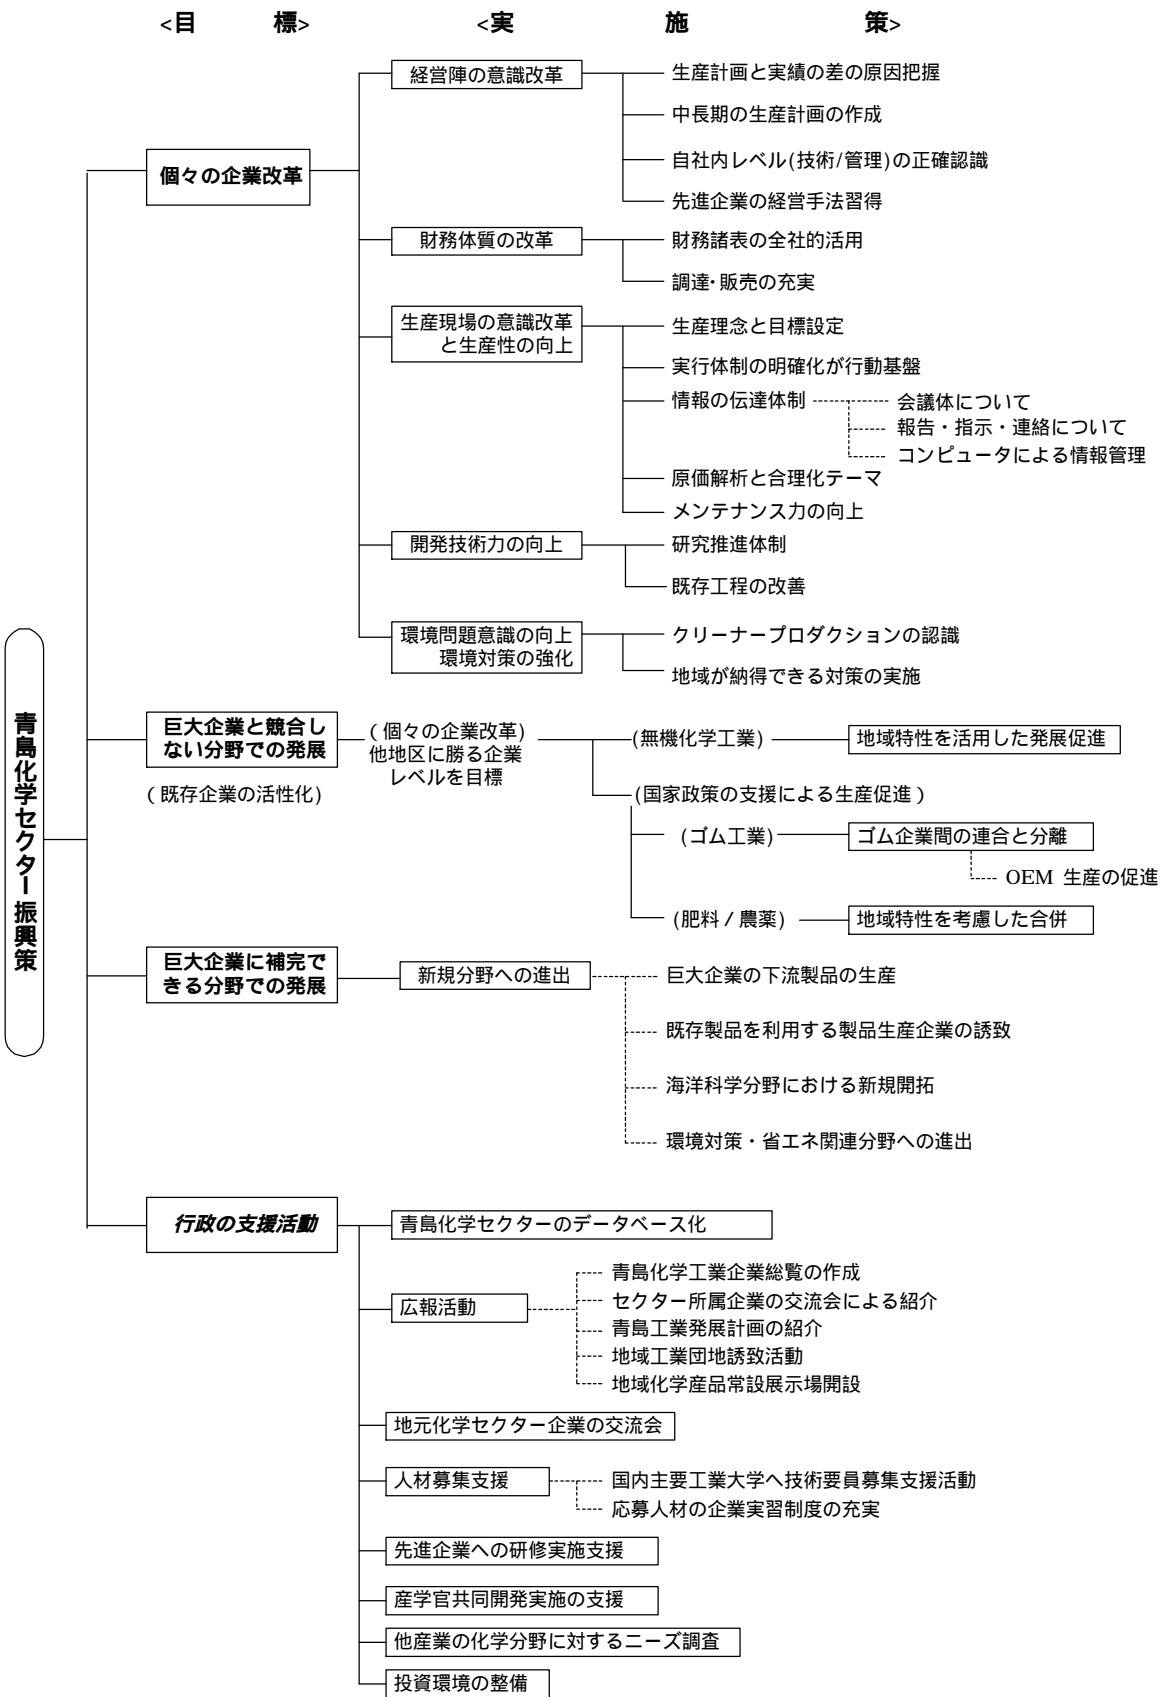 <目　標>
<実　施　策>
青島化学セクター振興策
個々の企業改革
経営陣の意識改革
生産計画と実績の差の原因把握
中長期の生産計画の作成
自社内レベル(技術/管理)の正確認識
先進企業の経営手法習得
財務体質の改革
財務諸表の全社的活用
調達・販売の充実
生産現場の意識改革
と生産性の向上
生産理念と目標設定
実行体制の明確化が行動基盤
情報の伝達体制
会議体について
報告・指示・連絡について
コンピュータによる情報管理
原価解析と合理化テーマ
メンテナンス力の向上
開発技術力の向上
研究推進体制
既存工程の改善
環境問題意識の向上
環境対策の強化
クリーナープロダクションの認識
地域が納得できる対策の実施
巨大企業と競合し
ない分野での発展
(既存企業の活性化)
(個々の企業改革)
他地区に勝る企業
レベルを目標
(無機化学工業)
地域特性を活用した発展促進
(国家政策の支援による生産促進)
(ゴム工業)
ゴム企業間の連合と分離
OEM 生産の促進
(肥料/農薬)
地域特性を考慮した合併
巨大企業に補完で
きる分野での発展
新規分野への進出
巨大企業の下流製品の生産
既存製品を利用する製品生産企業の誘致
海洋科学分野における新規開拓
環境対策・省エネ関連分野への進出
行政の支援活動
青島化学セクターのデータベース化
広報活動
青島化学工業企業総覧の作成
セクター所属企業の交流会による紹介
青島工業発展計画の紹介
地域工業団地誘致活動
地域化学産品常設展示場開設
地元化学セクター企業の交流会
人材募集支援
国内主要工業大学へ技術要員募集支援活動
応募人材の企業実習制度の充実
先進企業への研修実施支援
産学官共同開発実施の支援
他産業の化学分野に対するニーズ調査
投資環境の整備